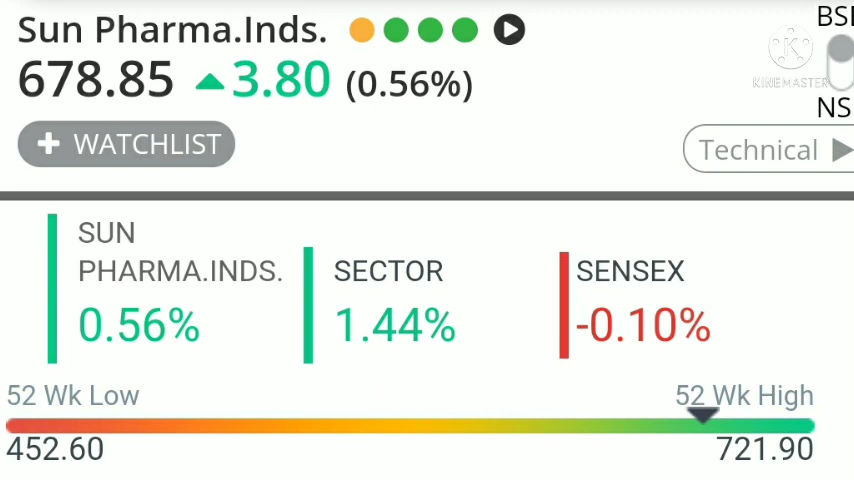 Sun Pharma.Inds.
BSE
678.85 3.80 (0.56%)
KINEMASTER
NS
+ WATCHLIST
Technical
SUN
PHARMA.INDS. SECTOR SENSEX
0.56% 1.44% -0.10%
52 Wk Low 52 Wk High
452.60 721.90